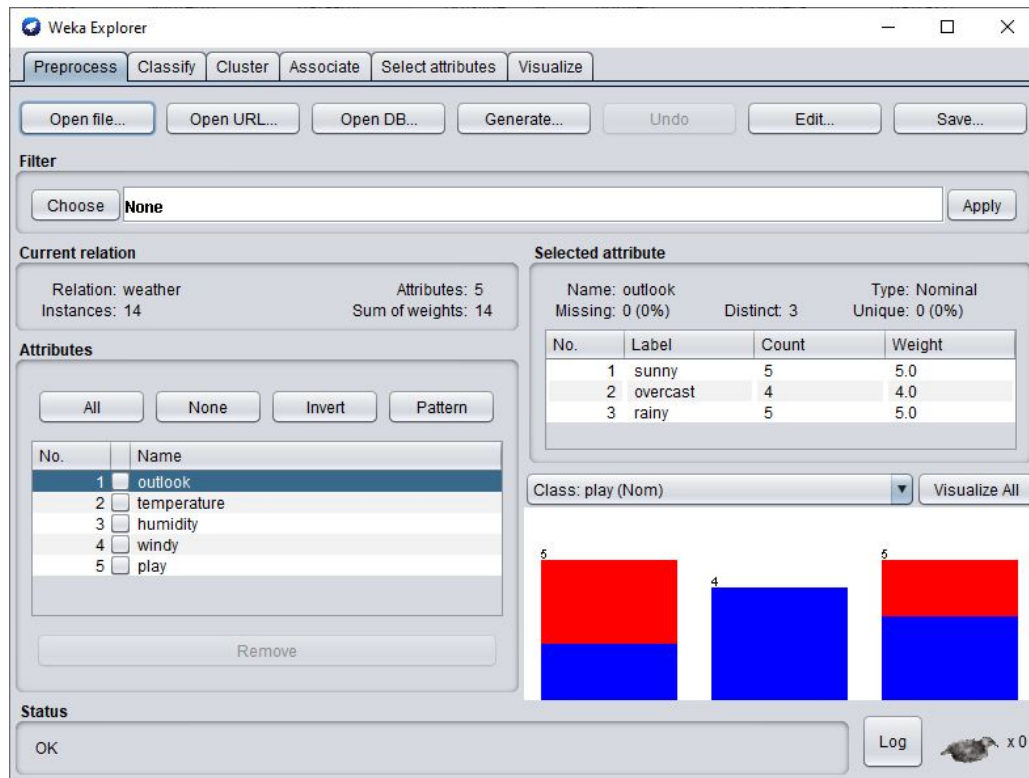 Weka Explorer
Preprocess Classify Cluster Associate Select attributes Visualize
Open file... Open URL... Open DB... Generate... Undo Edit... Save...
Filter
Choose None Apply
Current relation
Relation: weather Attributes: 5
Instances: 14 Sum of weights: 14
Attributes
All None Invert Pattern
No. Name
1 outlook
2 temperature
3 humidity
4 windy
5 play
Remove
Selected attribute
Name: outlook Type: Nominal
Missing: 0 (0%) Distinct: 3 Unique: 0 (0%)
No. Label Count Weight
1 sunny 5 5.0
2 overcast 4 4.0
3 rainy 5 5.0
Class: play (Nom) Visualize All
5 4 5
Status
OK Log x 0